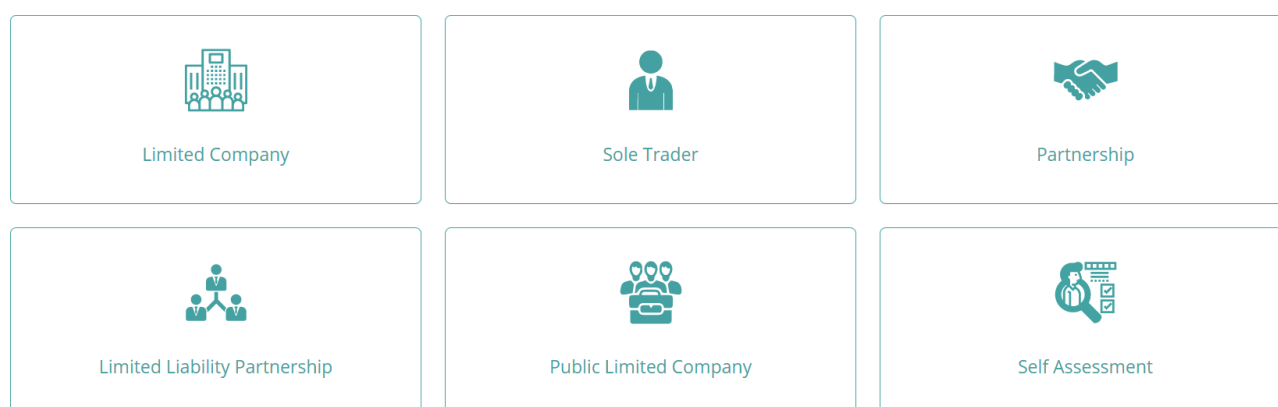 Limited Company
Sole Trader
Partnership
Limited Liability Partnership
Public Limited Company
Self Assessment